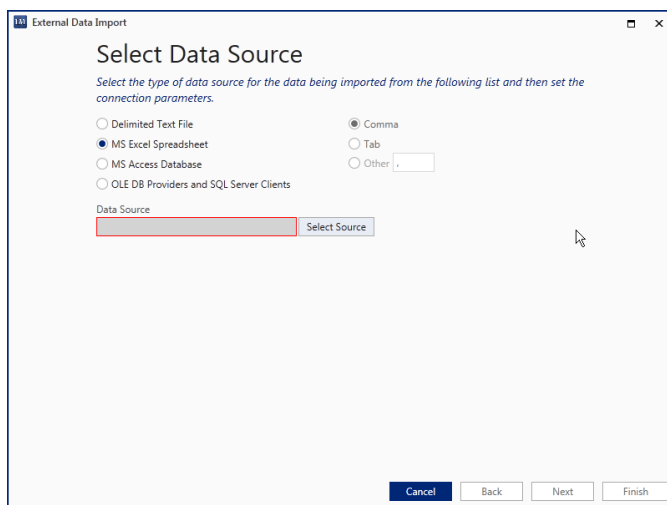 External Data Import
Select Data Source
Select the type of data source for the data being imported from the following list and then set the
connection parameters.
Delimited Text File
Comma
MS Excel Spreadsheet
Tab
MS Access Database
Other ,
OLE DB Providers and SQL Server Clients
Data Source
Select Source
Cancel Back Next Finish